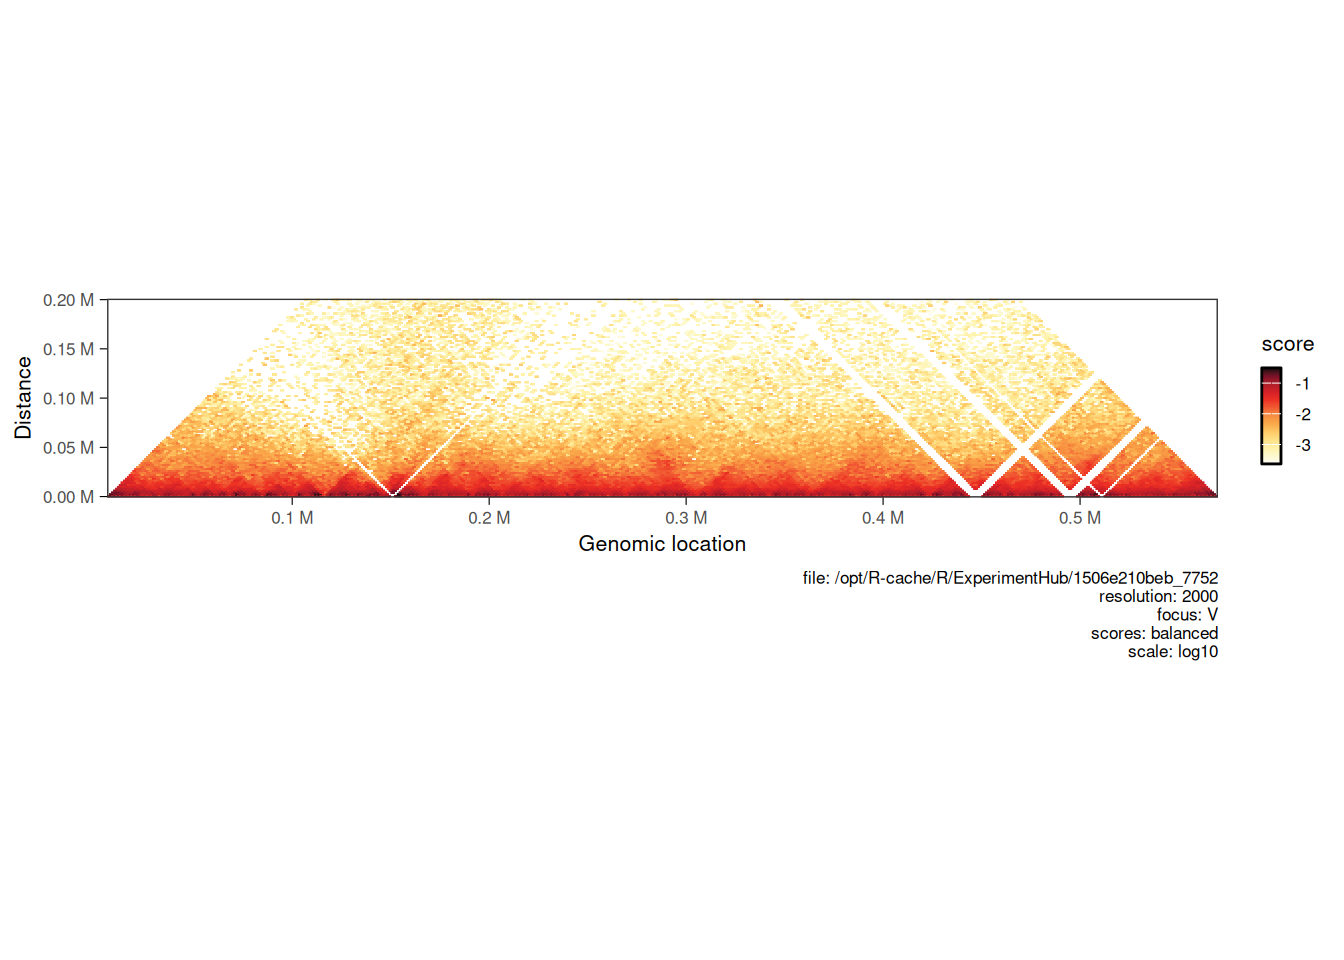 0.20 M
0.15 M
0.10 M
0.05 M
0.00 M
Distance
0.1 M
0.2 M
0.3 M
0.4 M
0.5 M
Genomic location
score
-1
-2
-3
file: /opt/R-cache/R/ExperimentHub/1506e210beb_7752
resolution: 2000
focus: V
scores: balanced
scale: log10